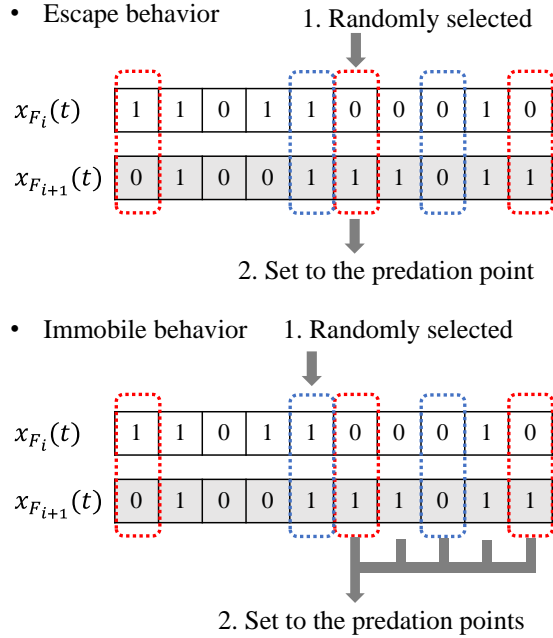 • Escape behavior 1. Randomly selected
x_{F_i}(t) 1 1 0 1 1 0 0 0 1 0
x_{F_{i+1}}(t) 0 1 0 0 1 1 1 0 1 1
2. Set to the predation point
• Immobile behavior 1. Randomly selected
x_{F_i}(t) 1 1 0 1 1 0 0 0 1 0
x_{F_{i+1}}(t) 0 1 0 0 1 1 1 0 1 1
2. Set to the predation points